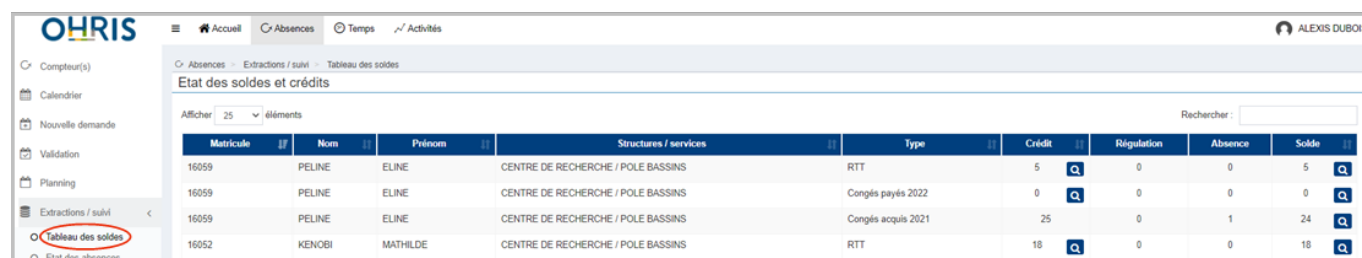 OHRIS
Accueil Absences Temps Activités
ALEXIS DUBOI
Compteur(s)
Calendrier
Nouvelle demande
Validation
Planning
Extractions / suivi
Tableau des soldes
Etat des absences
Absences Extractions / suivi Tableau des soldes
Etat des soldes et crédits
Afficher 25 éléments
Rechercher :
Matricule Nom Prénom Structures / services Type Crédit Régulation Absence Solde
16059 PELINE ELINE CENTRE DE RECHERCHE / POLE BASSINS RTT 5 0 0 5
16059 PELINE ELINE CENTRE DE RECHERCHE / POLE BASSINS Congés payés 2022 0 0 0 0
16059 PELINE ELINE CENTRE DE RECHERCHE / POLE BASSINS Congés acquis 2021 25 0 1 24
16052 KENOBI MATHILDE CENTRE DE RECHERCHE / POLE BASSINS RTT 18 0 0 18